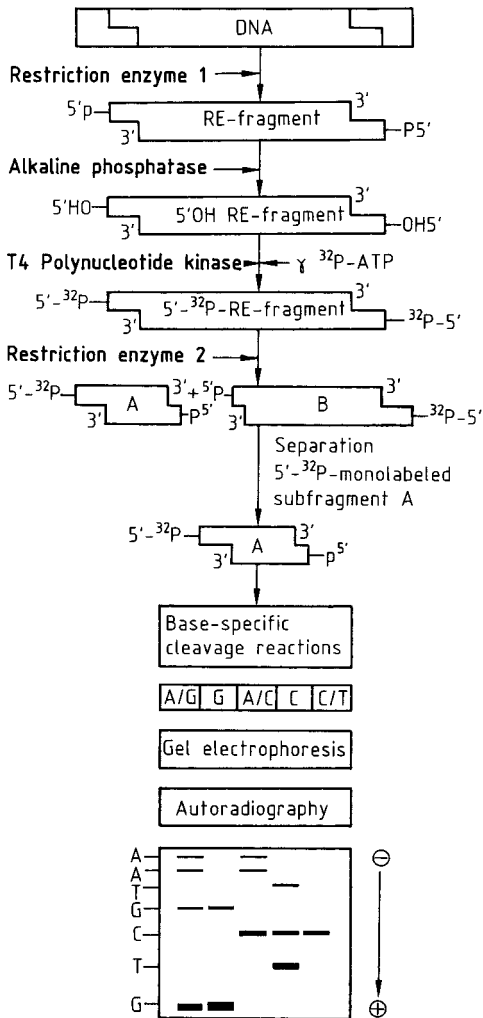 DNA
Restriction enzyme 1
5'p
3'
RE-fragment
3'
P5'
Alkaline phosphatase
5'HO
3'
5'OH RE-fragment
3'
OH5'
T4 Polynucleotide kinase
γ ³²P-ATP
5'-³²P
3'
5'-³²P-RE-fragment
3'
³²P-5'
Restriction enzyme 2
5'-³²P
3'
+
⁵'P
A
B
3'
3'
P⁵'
3'
³²P-5'
Separation
5'-³²P-monolabeled
subfragment A
5'-³²P
3'
A
3'
p⁵'
Base-specific
cleavage reactions
A/G G A/C C C/T
Gel electrophoresis
Autoradiography
A
A
T
G
C
T
G
⊖
⊕